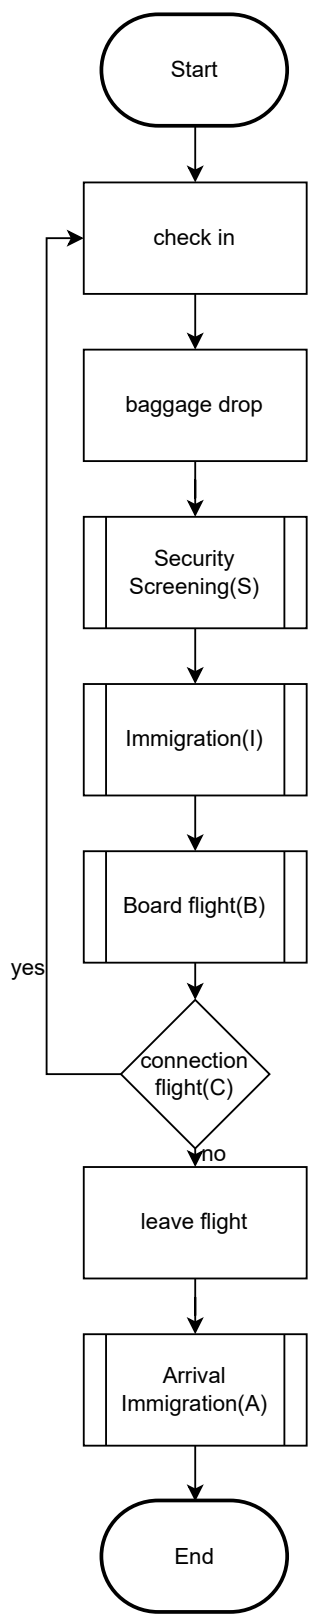 Start
check in
baggage drop
Security
Screening(S)
Immigration(I)
Board flight(B)
yes
connection
flight(C)
no
leave flight
Arrival
Immigration(A)
End